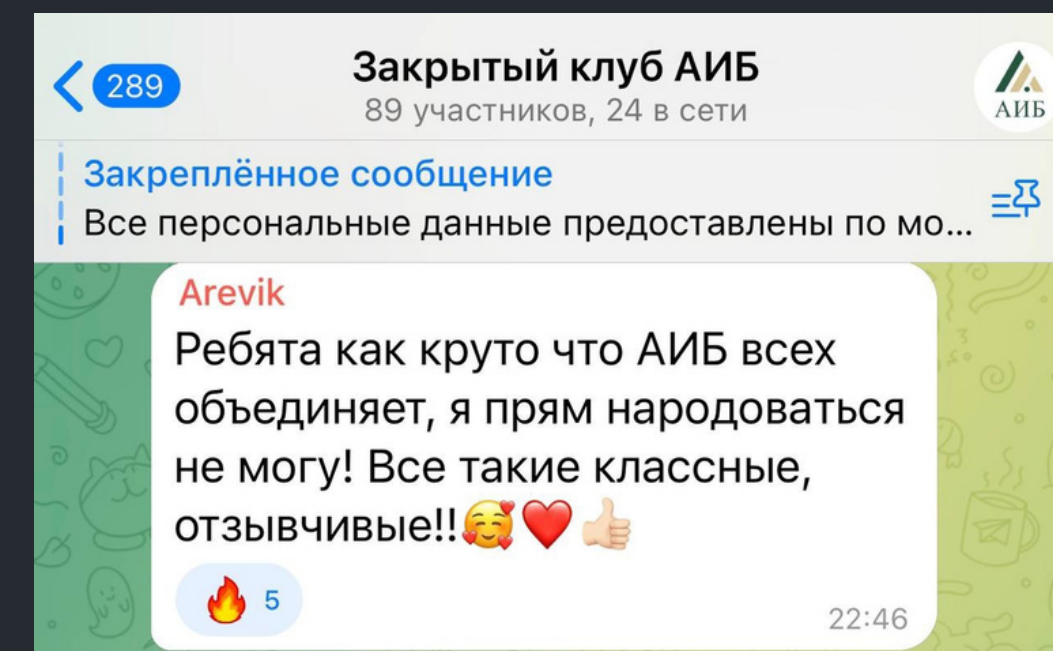 289
Закрытый клуб АИБ
89 участников, 24 в сети
АИБ
Закреплённое сообщение
Все персональные данные предоставлены по мо...
Arevik
Ребята как круто что АИБ всех
объединяет, я прям народоваться
не могу! Все такие классные,
отзывчивые!!🥰❤️👍🏻
🔥 5
22:46